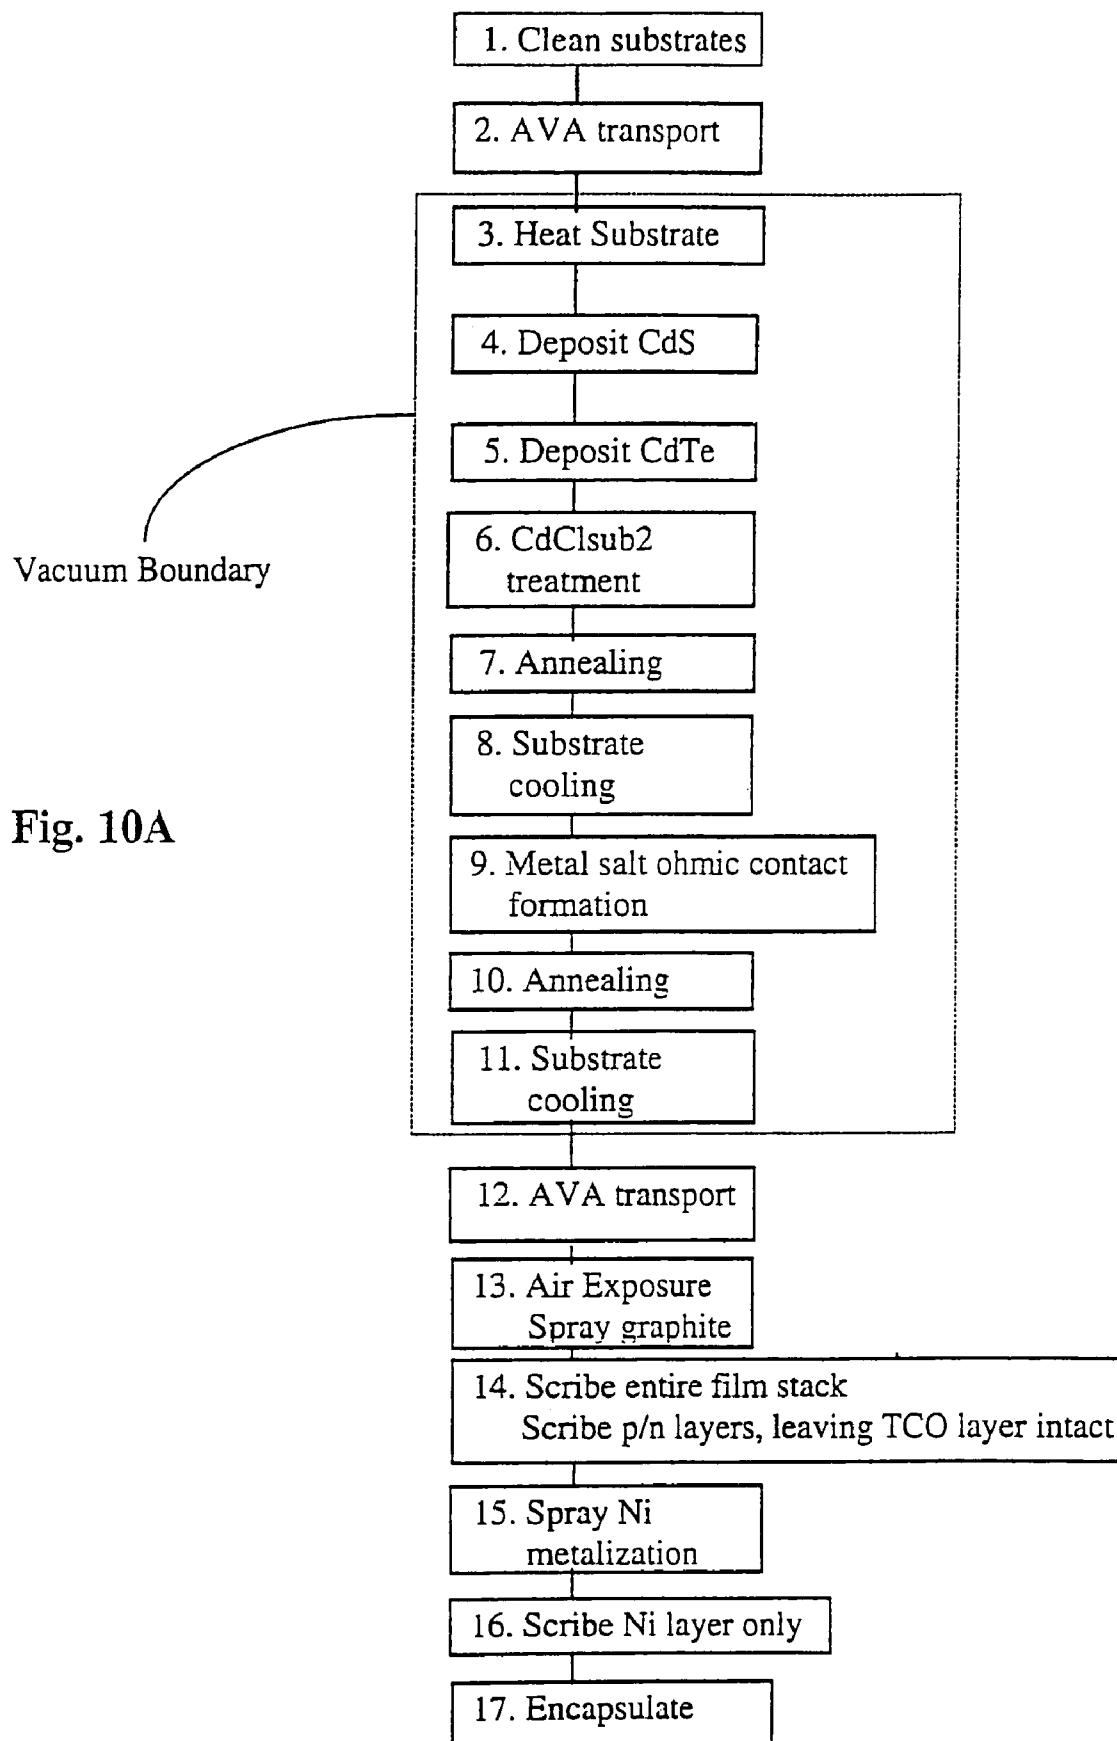 1. Clean substrates
2. AVA transport
3. Heat Substrate
4. Deposit CdS
5. Deposit CdTe
6. CdClsub2
treatment
Vacuum Boundary
7. Annealing
8. Substrate
cooling
Fig. 10A
9. Metal salt ohmic contact
formation
10. Annealing
11. Substrate
cooling
12. AVA transport
13. Air Exposure
Spray graphite
14. Scribe entire film stack
Scribe p/n layers, leaving TCO layer intact
15. Spray Ni
metalization
16. Scribe Ni layer only
17. Encapsulate